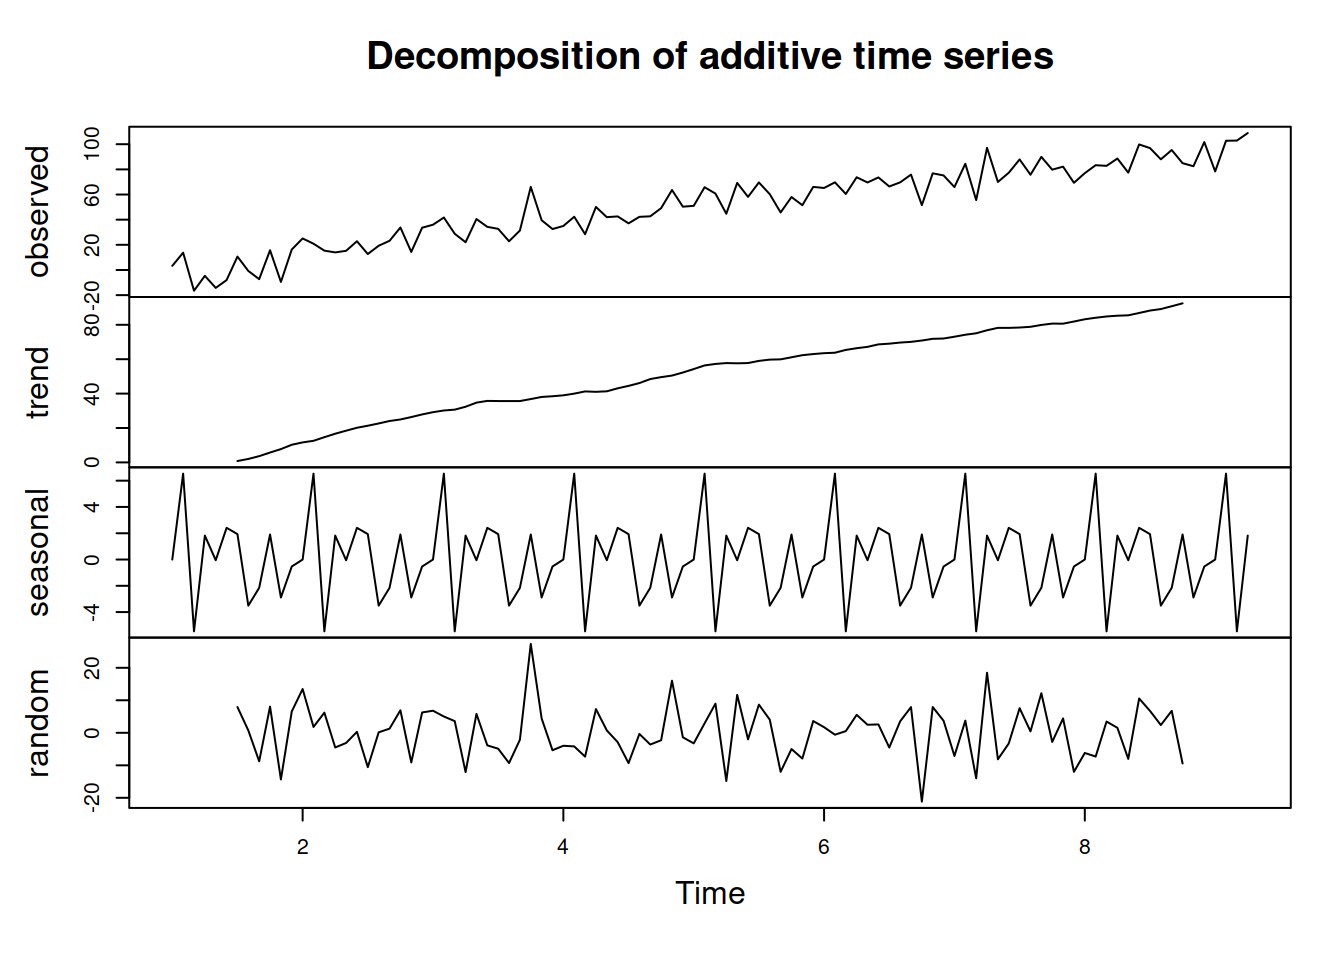 Decomposition of additive time series
observed
-20 20 60 100
trend
0 40 80
seasonal
-4 0 4
random
-20 0 20
2 4 6 8
Time